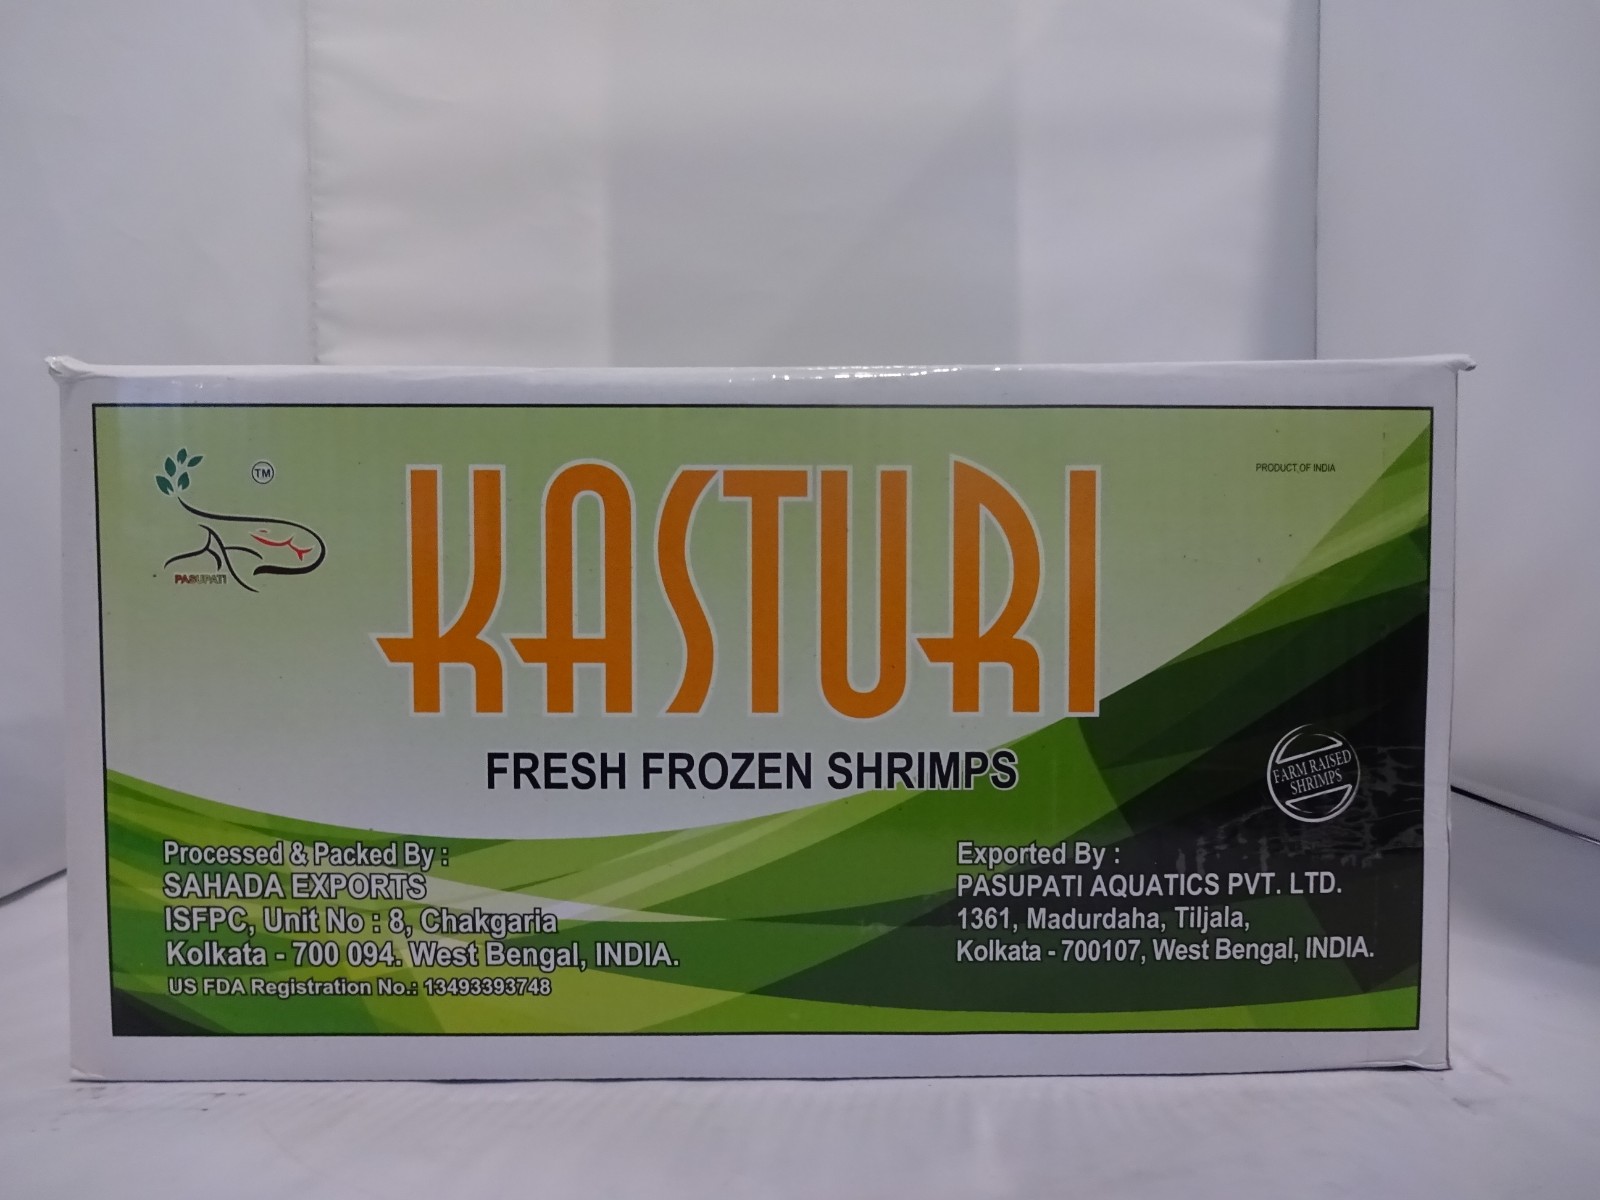 TM
PASUPATI
KASTURI
PRODUCT OF INDIA
FRESH FROZEN SHRIMPS
FARM RAISED
SHRIMPS
Processed & Packed By :
SAHADA EXPORTS
ISFPC, Unit No : 8, Chakgaria
Kolkata - 700 094. West Bengal, INDIA.
US FDA Registration No.: 13493393748
Exported By :
PASUPATI AQUATICS PVT. LTD.
1361, Madurdaha, Tiljala,
Kolkata - 700107, West Bengal, INDIA.